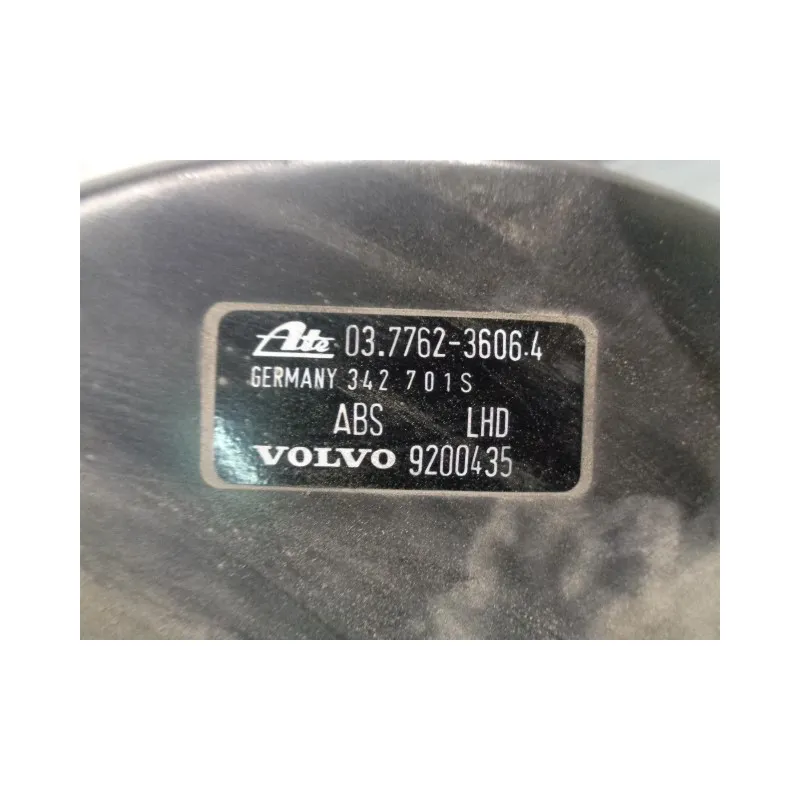 Ate 03.7762-3606.4
GERMANY 342 701S
ABS LHD
VOLVO 9200435